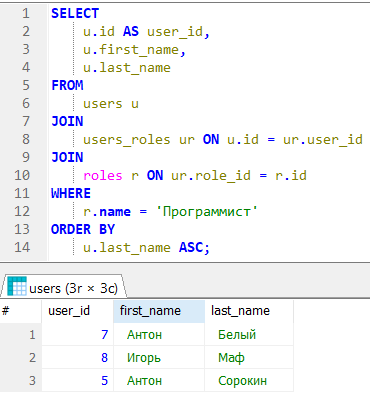 1 SELECT
2 u.id AS user_id,
3 u.first_name,
4 u.last_name
5 FROM
6 users u
7 JOIN
8 users_roles ur ON u.id = ur.user_id
9 JOIN
10 roles r ON ur.role_id = r.id
11 WHERE
12 r.name = 'Программист'
13 ORDER BY
14 u.last_name ASC;
users (3r × 3c)
# user_id first_name last_name
1 7 Антон Белый
2 8 Игорь Маф
3 5 Антон Сорокин